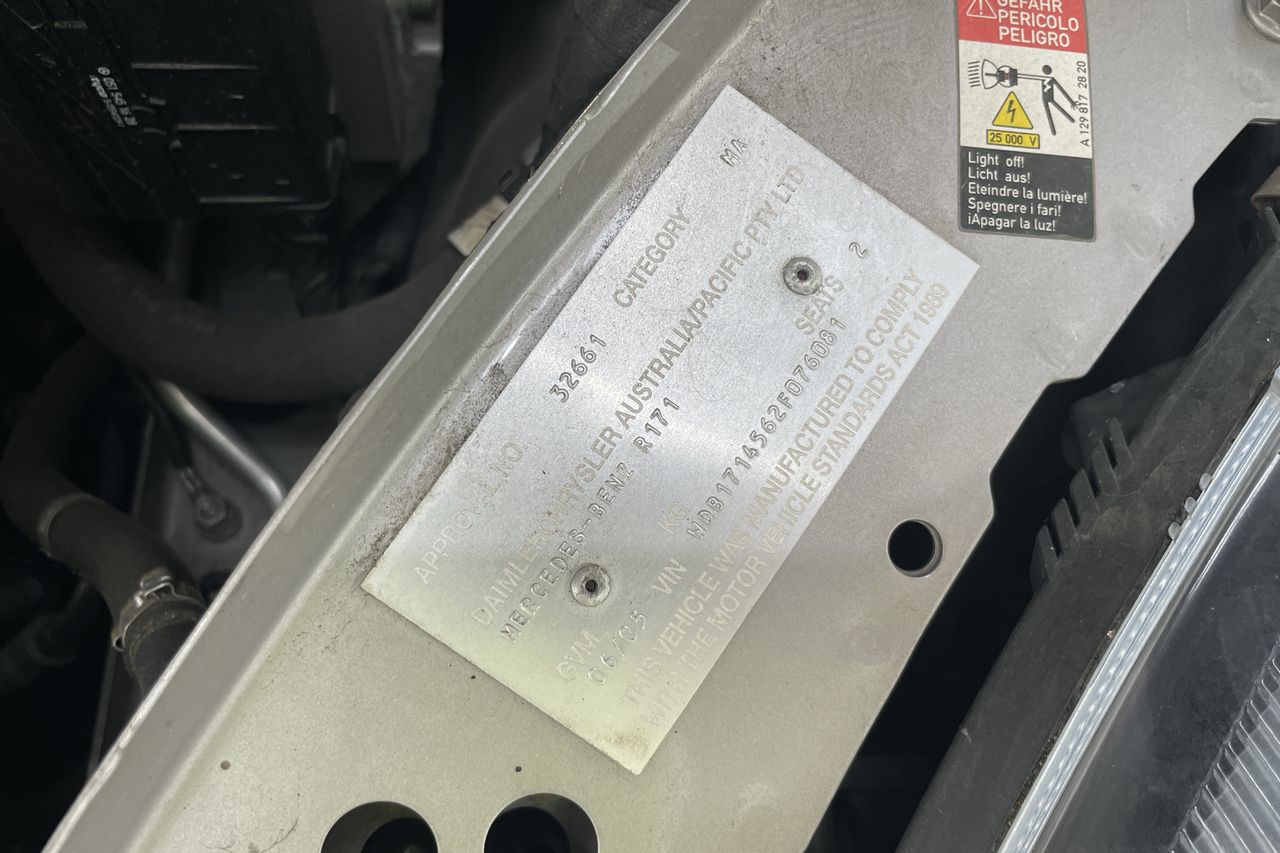 APPROVAL NO. 32661 CATEGORY MA
DAIMLERCHRYSLER AUSTRALIA/PACIFIC PTY LTD
MERCEDES-BENZ R171
GVM KG SEATS 2
06/05 VIN WDB1714562F076081
THIS VEHICLE WAS MANUFACTURED TO COMPLY
WITH THE MOTOR VEHICLE STANDARDS ACT 1989
GEFAHR
PERICOLO
PELIGRO
25 000 V
A 129 817 28 20
Light off!
Licht aus!
Eteindre la lumière!
Spegnere i fari!
¡Apagar la luz!